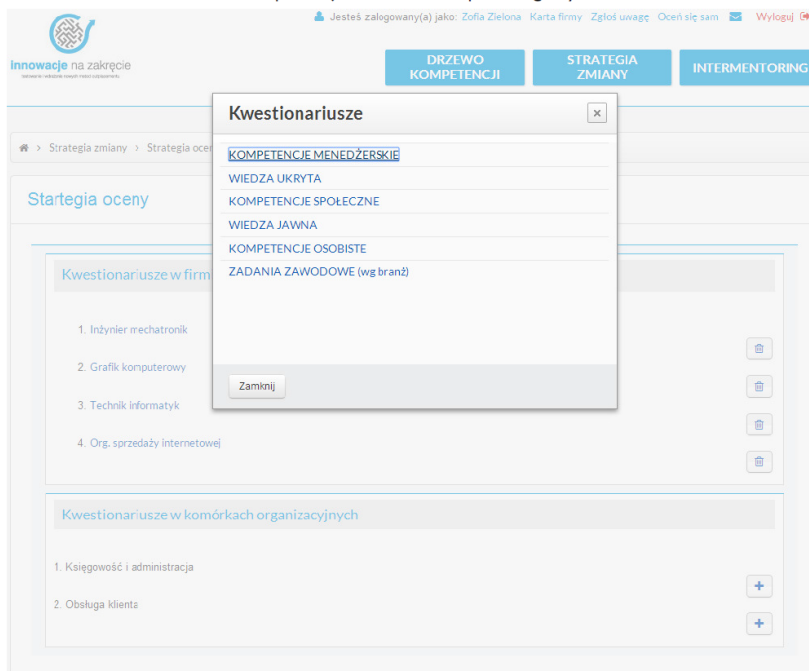 Jesteś zalogowany(a) jako: Zofia Zielona Karta firmy Zgłoś uwagę Oceń się sam Wyloguj
innowacje na zakręcie
DRZEWO KOMPETENCJI
STRATEGIA ZMIANY
INTERMENTORING
Strategia zmiany > Strategia ocen
Startegia oceny
Kwestionariusze
×
KOMPETENCJE MENEDŻERSKIE
WIEDZA UKRYTA
KOMPETENCJE SPOŁECZNE
WIEDZA JAWNA
KOMPETENCJE OSOBISTE
ZADANIA ZAWODOWE (wg branż)
Zamknij
Kwestionariusze w firm
1. Inżynier mechatronik
2. Grafik komputerowy
3. Technik informatyk
4. Org. sprzedaży internetowej
Kwestionariusze w komórkach organizacyjnych
1. Księgowość i administracja
2. Obsługa klienta